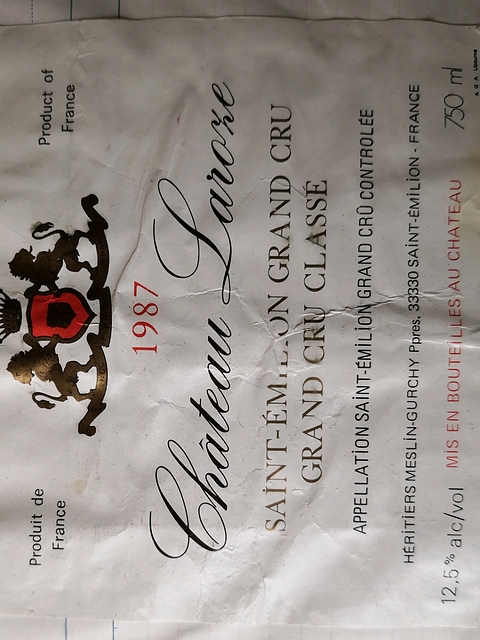 Produit de
France
Product of
France
1987
Château Laroze
SAINT-ÉMILION GRAND CRU
GRAND CRU CLASSÉ
APPELLATION SAINT-ÉMILION GRAND CRÛ CONTROLÉE
HÉRITIERS MESLIN-GURCHY Ppres, 33330 SAINT-ÉMILION - FRANCE
12,5 % alc/vol MIS EN BOUTEILLES AU CHATEAU 750 ml